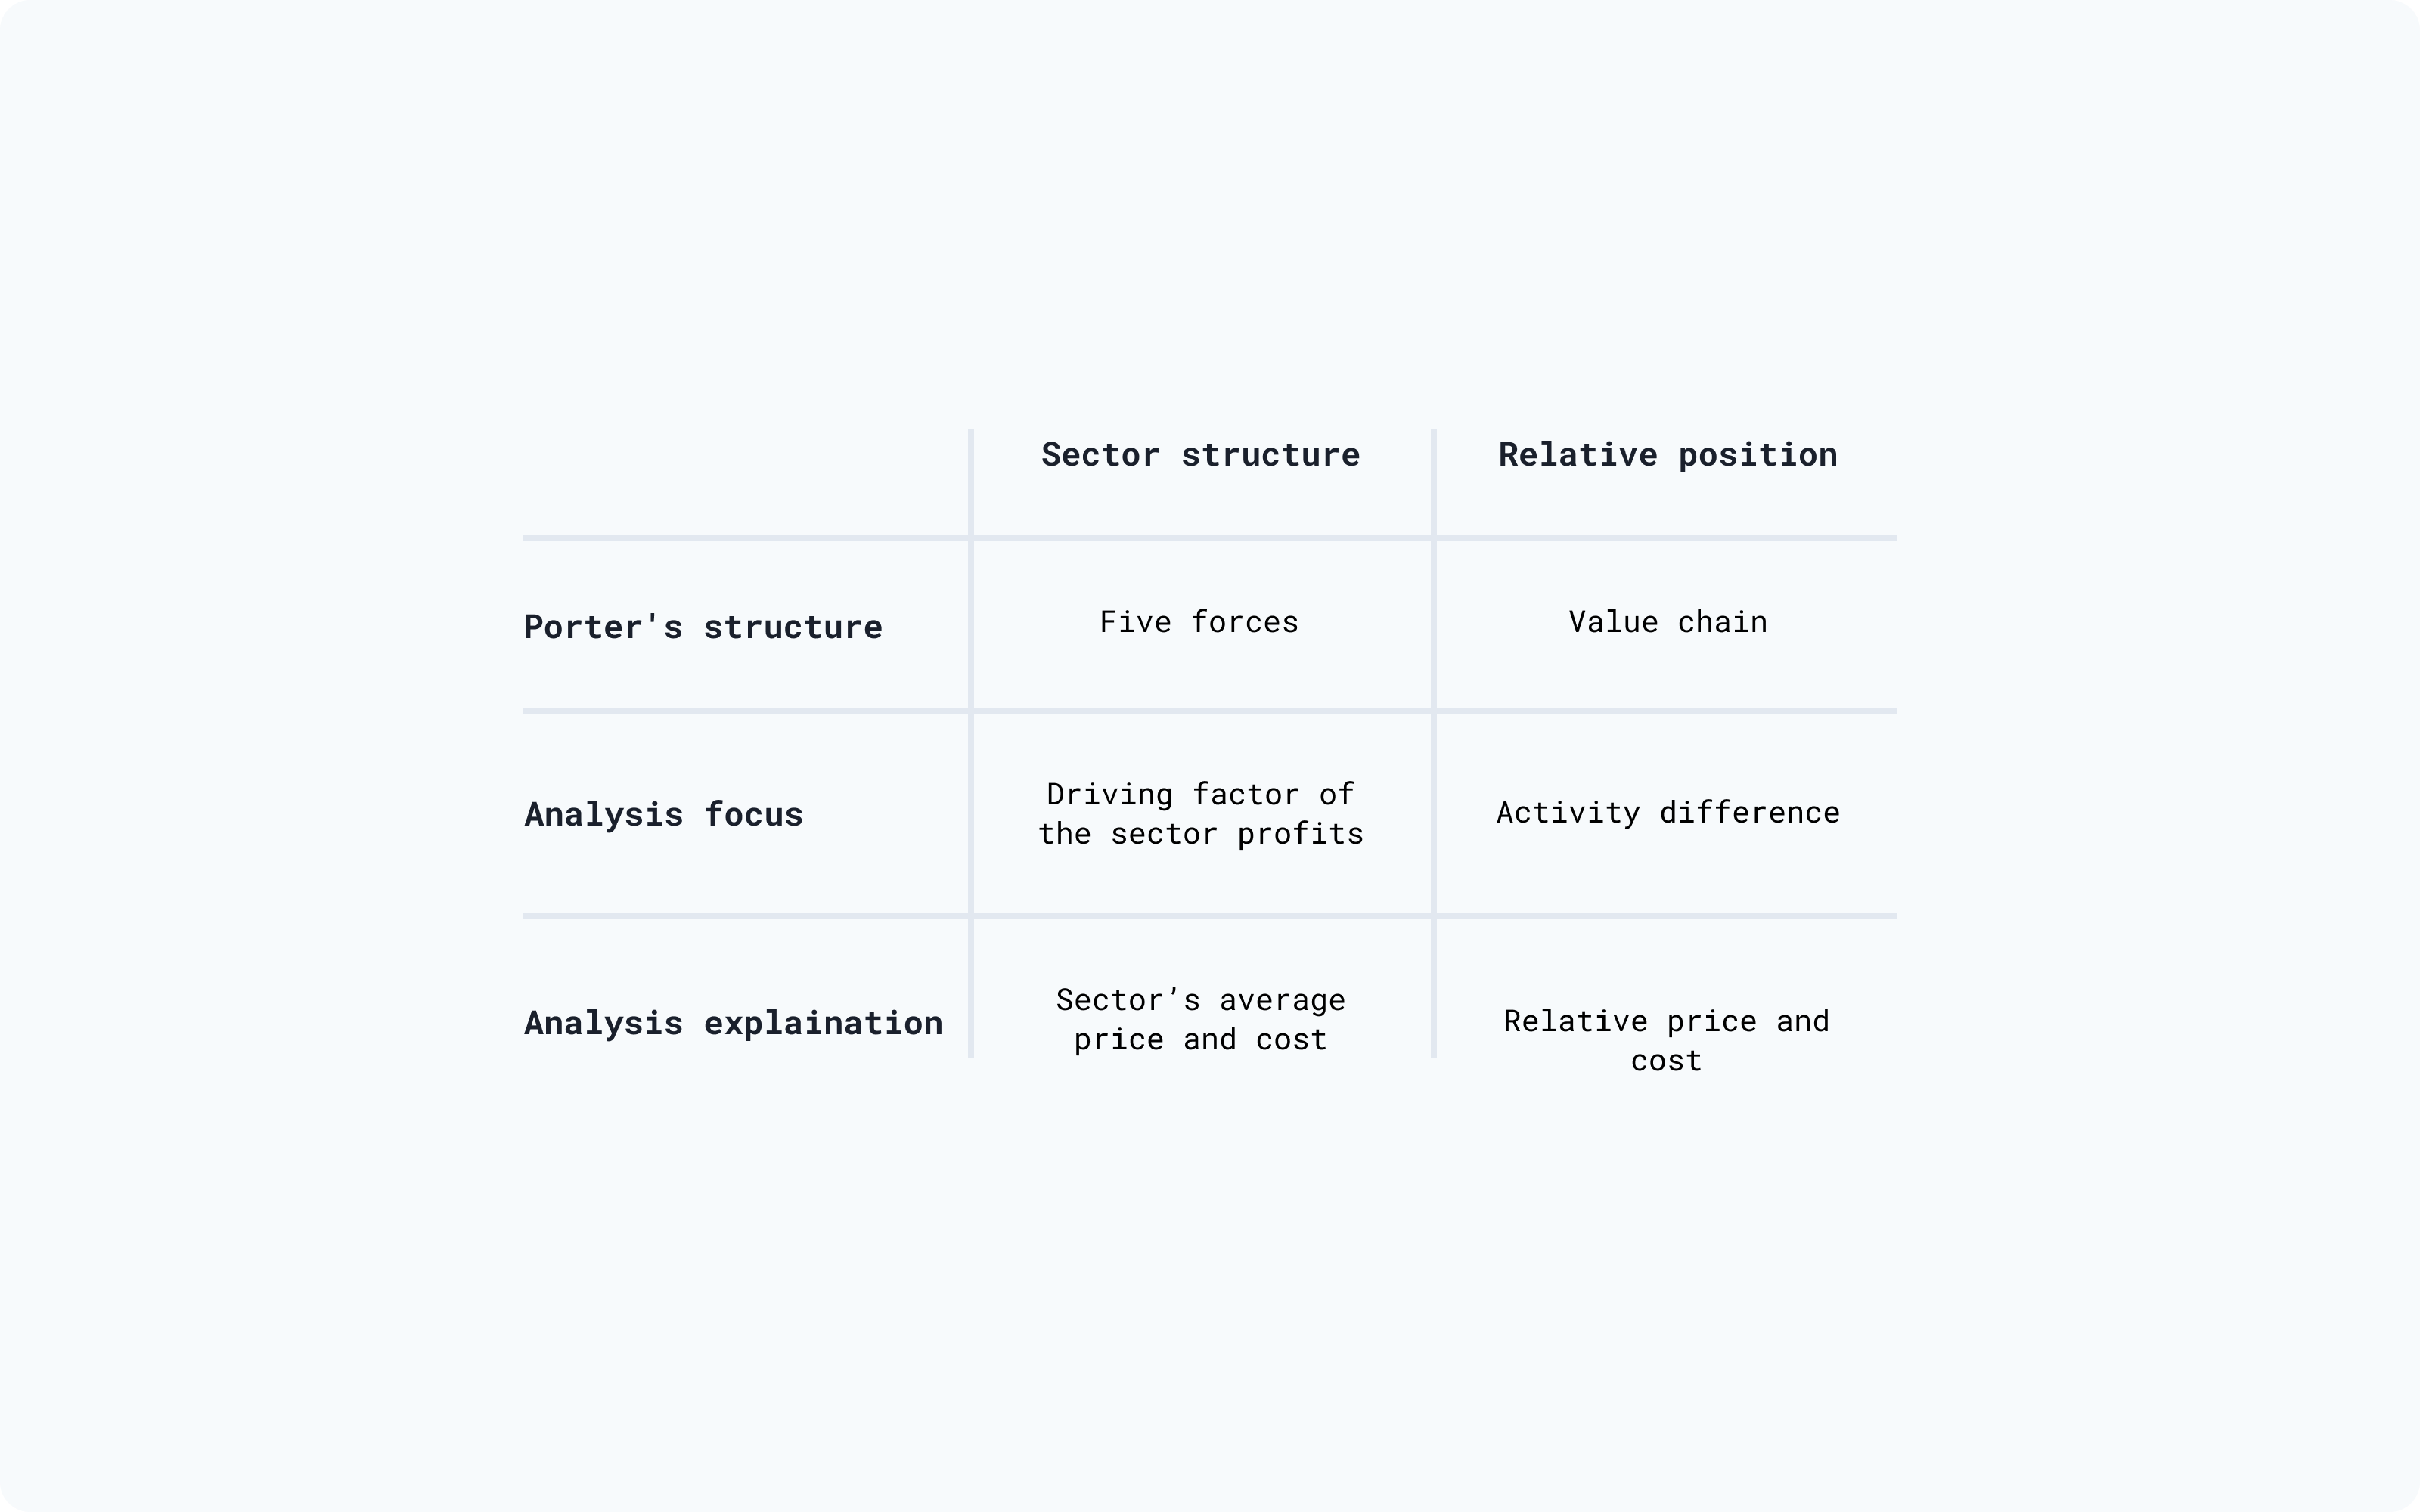 Sector structure
Relative position
Porter's structure
Five forces
Value chain
Analysis focus
Driving factor of
the sector profits
Activity difference
Analysis explaination
Sector’s average
price and cost
Relative price and
cost